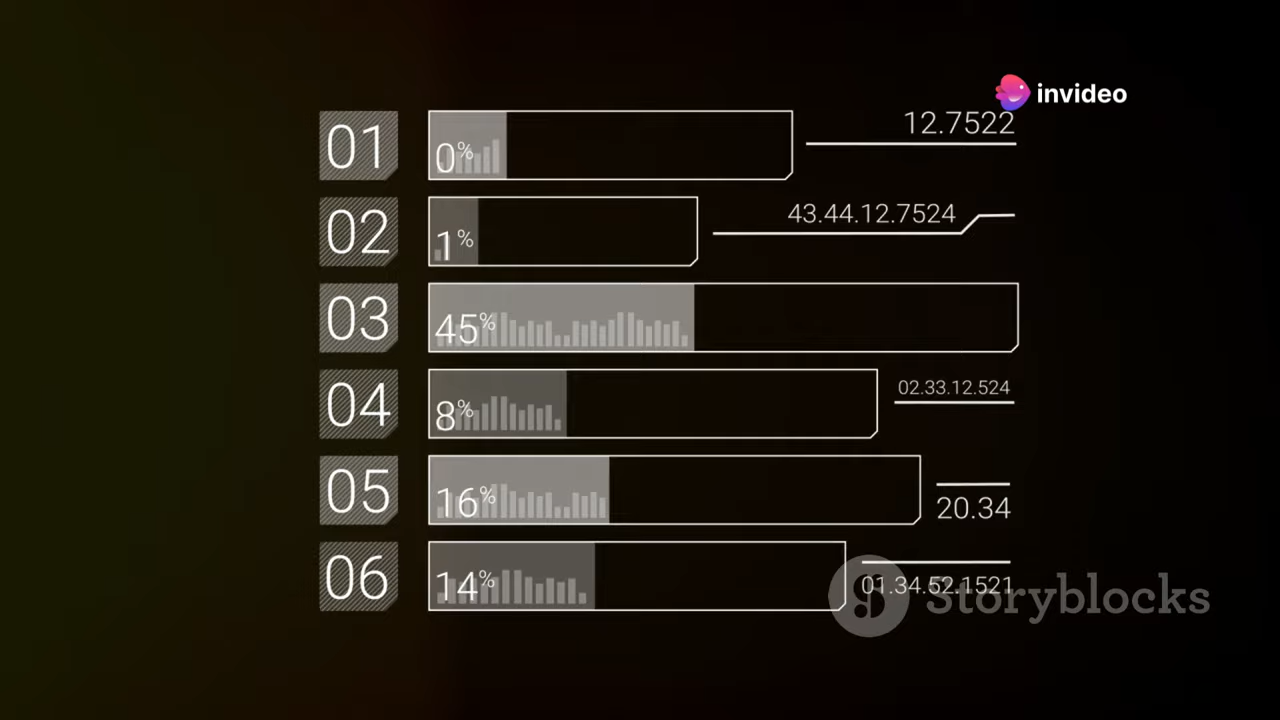 invideo
01 0% 12.7522
02 1% 43.44.12.7524
03 45%
04 8% 02.33.12.524
05 16% 20.34
06 14% 01.34.52.1521
Storyblocks